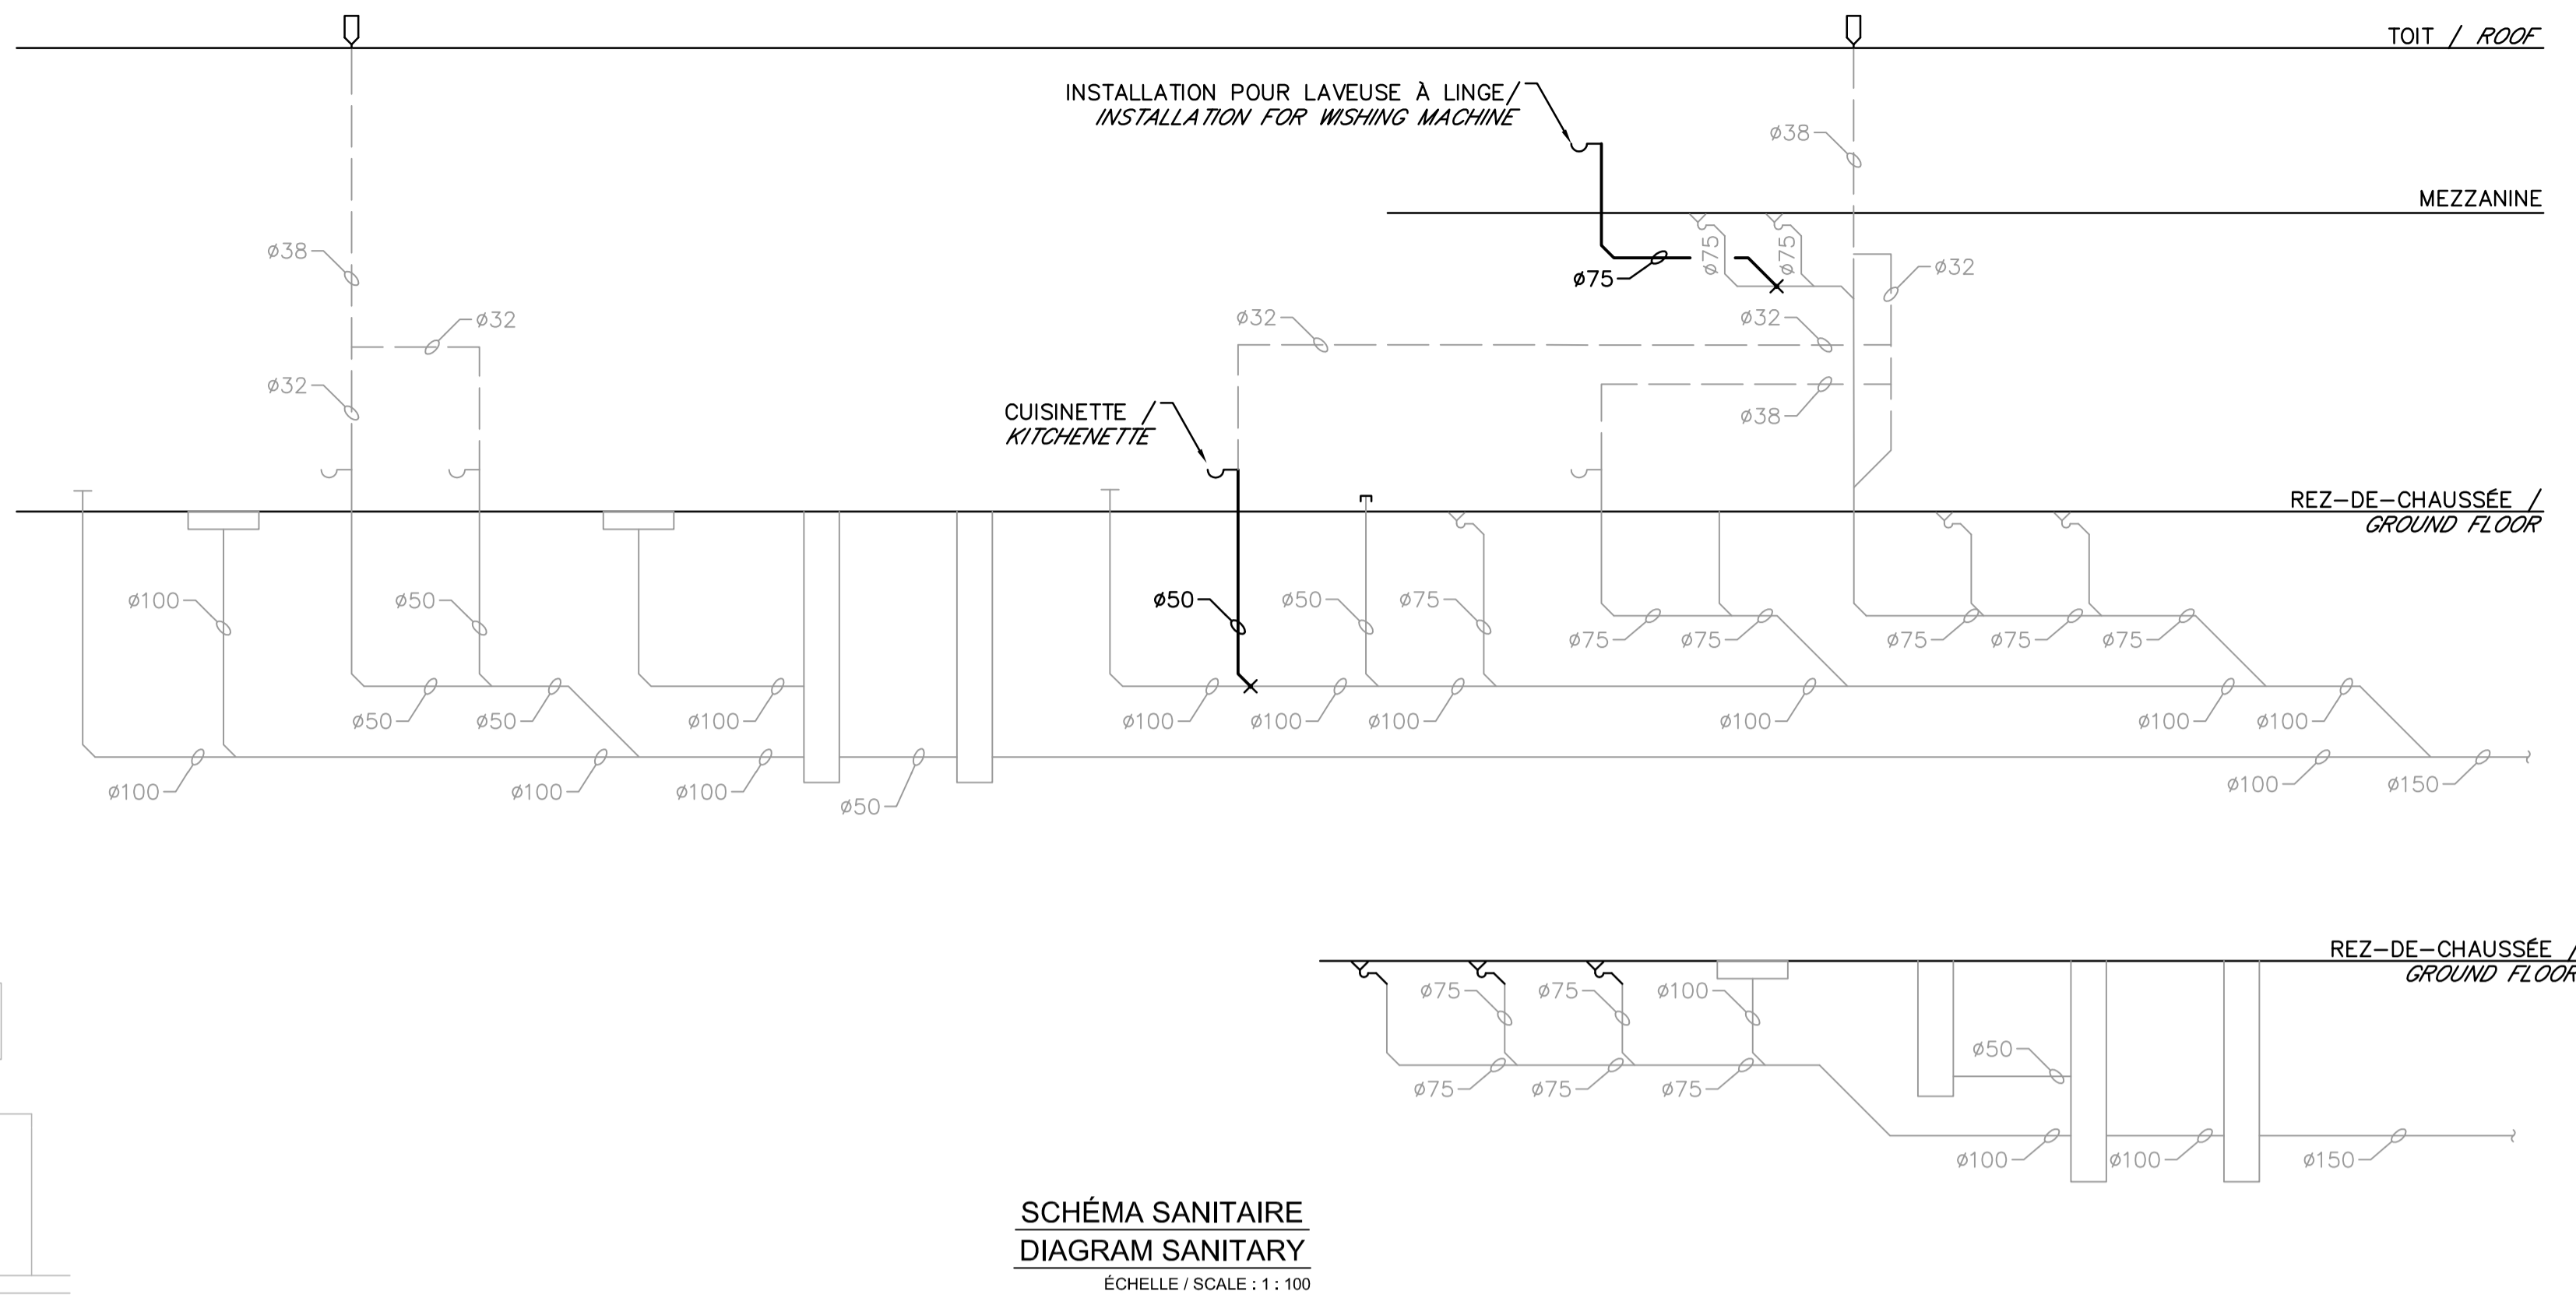 TOIT / ROOF
INSTALLATION POUR LAVEUSE À LINGE/
INSTALLATION FOR WISHING MACHINE
ø38
MEZZANINE
ø38
ø75
ø75
ø75
ø32
ø32
ø32
ø32
ø32
ø38
CUISINETTE /
KITCHENETTE
REZ-DE-CHAUSSÉE /
GROUND FLOOR
ø100
ø50
ø50
ø50
ø75
ø75
ø75
ø75
ø75
ø75
ø50
ø50
ø100
ø100
ø100
ø100
ø100
ø100
ø100
ø100
ø100
ø100
ø50
ø100
ø150
REZ-DE-CHAUSSÉE /
GROUND FLOOR
ø75
ø75
ø100
ø50
ø75
ø75
ø75
ø100
ø100
ø150
SCHÉMA SANITAIRE
DIAGRAM SANITARY
ÉCHELLE / SCALE : 1 : 100